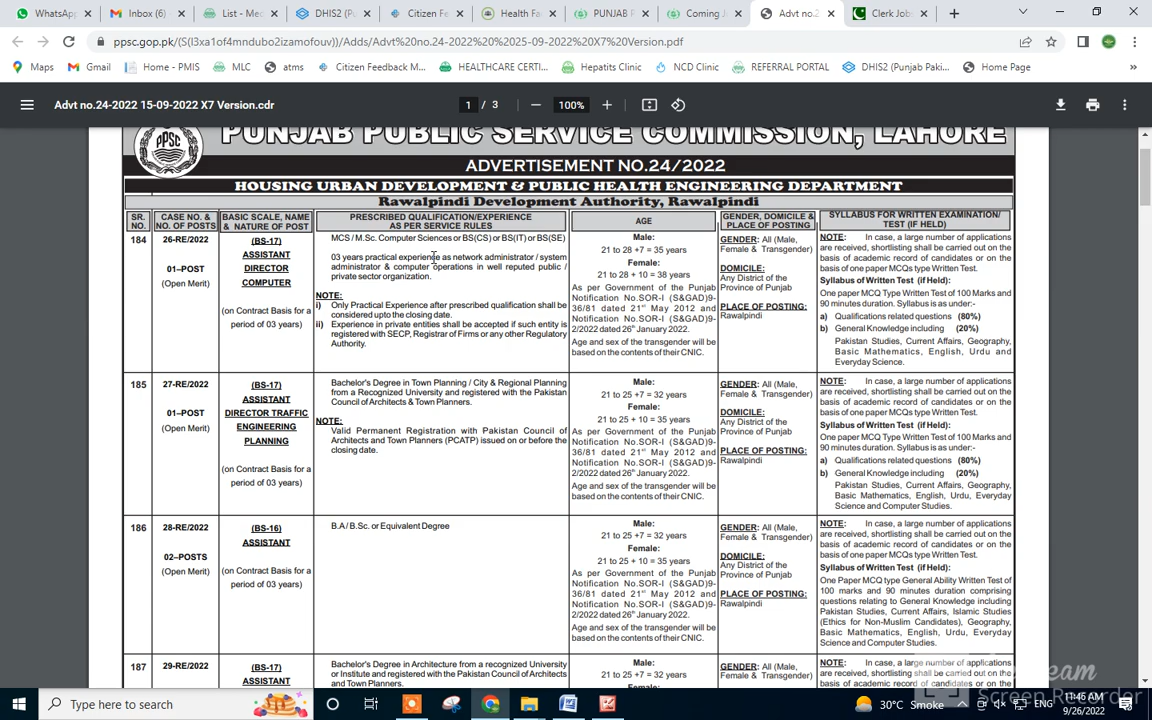 WhatsApp
Inbox (6)
List - Med
DHIS2 (Pu
Citizen Fe
Health Fac
PUNJAB P
Coming J
Advt no.2
Clerk Job
ppsc.gop.pk/(S(l3xa1of4mndubo2izamofouv))/Adds/Advt%20no.24-2022%20%2025-09-2022%20X7%20Version.pdf
Maps
Gmail
Home - PMIS
MLC
atms
Citizen Feedback M...
HEALTHCARE CERTI...
Hepatits Clinic
NCD Clinic
REFERRAL PORTAL
DHIS2 (Punjab Paki...
Home Page
Advt no.24-2022 15-09-2022 X7 Version.cdr
1 / 3
100%
PUNJAB PUBLIC SERVICE COMMISSION, LAHORE
PPSC
ADVERTISEMENT NO.24/2022
HOUSING URBAN DEVELOPMENT & PUBLIC HEALTH ENGINEERING DEPARTMENT
Rawalpindi Development Authority, Rawalpindi
SR. NO.
CASE NO. & NO. OF POSTS
BASIC SCALE, NAME & NATURE OF POST
PRESCRIBED QUALIFICATION/EXPERIENCE AS PER SERVICE RULES
AGE
GENDER, DOMICILE & PLACE OF POSTING
SYLLABUS FOR WRITTEN EXAMINATION/ TEST (IF HELD)
184
26-RE/2022
01–POST
(Open Merit)
(BS-17)
ASSISTANT
DIRECTOR
COMPUTER
(on Contract Basis for a
period of 03 years)
MCS / M.Sc. Computer Sciences or BS(CS) or BS(IT) or BS(SE)
03 years practical experience as network administrator / system
administrator & computer operations in well reputed public /
private sector organization.
NOTE:
i) Only Practical Experience after prescribed qualification shall be
considered upto the closing date.
ii) Experience in private entities shall be accepted if such entity is
registered with SECP, Registrar of Firms or any other Regulatory
Authority.
Male:
21 to 28 +7 = 35 years
Female:
21 to 28 + 10 = 38 years
As per Government of the Punjab
Notification No.SOR-I (S&GAD)9-
36/81 dated 21st May 2012 and
Notification No.SOR-I (S&GAD)9-
2/2022 dated 26th January 2022.
Age and sex of the transgender will be
based on the contents of their CNIC.
GENDER: All (Male,
Female & Transgender)
DOMICILE:
Any District of the
Province of Punjab
PLACE OF POSTING:
Rawalpindi
NOTE: In case, a large number of applications
are received, shortlisting shall be carried out on the
basis of academic record of candidates or on the
basis of one paper MCQs type Written Test.
Syllabus of Written Test (if Held):
One paper MCQ Type Written Test of 100 Marks and
90 minutes duration. Syllabus is as under:-
a) Qualifications related questions (80%)
b) General Knowledge including (20%)
Pakistan Studies, Current Affairs, Geography,
Basic Mathematics, English, Urdu and
Everyday Science.
185
27-RE/2022
01–POST
(Open Merit)
(BS-17)
ASSISTANT
DIRECTOR TRAFFIC
ENGINEERING
PLANNING
(on Contract Basis for a
period of 03 years)
Bachelor's Degree in Town Planning / City & Regional Planning
from a Recognized University and registered with the Pakistan
Council of Architects & Town Planners.
NOTE:
Valid Permanent Registration with Pakistan Council of
Architects and Town Planners (PCATP) issued on or before the
closing date.
Male:
21 to 25 +7 = 32 years
Female:
21 to 25 + 10 = 35 years
As per Government of the Punjab
Notification No.SOR-I (S&GAD)9-
36/81 dated 21st May 2012 and
Notification No.SOR-I (S&GAD)9-
2/2022 dated 26th January 2022.
Age and sex of the transgender will be
based on the contents of their CNIC.
GENDER: All (Male,
Female & Transgender)
DOMICILE:
Any District of the
Province of Punjab
PLACE OF POSTING:
Rawalpindi
NOTE: In case, a large number of applications
are received, shortlisting shall be carried out on the
basis of academic record of candidates or on the
basis of one paper MCQs type Written Test.
Syllabus of Written Test (if Held):
One paper MCQ Type Written Test of 100 Marks and
90 minutes duration. Syllabus is as under:-
a) Qualifications related questions (80%)
b) General Knowledge including (20%)
Pakistan Studies, Current Affairs, Geography,
Basic Mathematics, English, Urdu, Everyday
Science and Computer Studies.
186
28-RE/2022
02–POSTS
(Open Merit)
(BS-16)
ASSISTANT
(on Contract Basis for a
period of 03 years)
B.A / B.Sc. or Equivalent Degree
Male:
21 to 25 +7 = 32 years
Female:
21 to 25 + 10 = 35 years
As per Government of the Punjab
Notification No.SOR-I (S&GAD)9-
36/81 dated 21st May 2012 and
Notification No.SOR-I (S&GAD)9-
2/2022 dated 26th January 2022.
Age and sex of the transgender will be
based on the contents of their CNIC.
GENDER: All (Male,
Female & Transgender)
DOMICILE:
Any District of the
Province of Punjab
PLACE OF POSTING:
Rawalpindi
NOTE: In case, a large number of applications
are received, shortlisting shall be carried out on the
basis of academic record of candidates or on the
basis of one paper MCQs type Written Test.
Syllabus of Written Test (if Held):
One Paper MCQ type General Ability Written Test of
100 marks and 90 minutes duration comprising
questions relating to General Knowledge including
Pakistan Studies, Current Affairs, Islamic Studies
(Ethics for Non-Muslim Candidates), Geography,
Basic Mathematics, English, Urdu, Everyday
Science and Computer Studies.
187
29-RE/2022
(BS-17)
ASSISTANT
Bachelor's Degree in Architecture from a recognized University
or Institute and registered with the Pakistan Council of Architects
and Town Planners.
Male:
21 to 25 +7 = 32 years
GENDER: All (Male,
Female & Transgender)
NOTE: In case, a large number of applications
are received, shortlisting shall be carried out on the
basis of academic record of candidates or on the
Screen Recorder
Type here to search
30°C Smoke
ENG
11:46 AM
9/26/2022